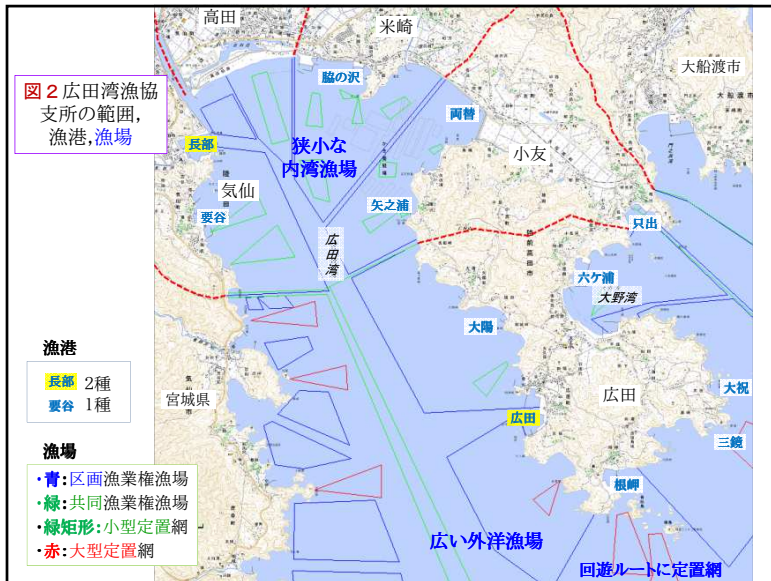 高田
米崎
大船渡市
図2広田湾漁協
支所の範囲,
漁港,漁場
脇の沢
両替
長部
狭小な
内湾漁場
小友
気仙
矢之浦
要谷
只出
広田湾
六ケ浦
大野湾
大陽
漁港
長部 2種
要谷 1種
宮城県
広田
広田
大祝
三鏡
根岬
漁場
・青:区画漁業権漁場
・緑:共同漁業権漁場
・緑矩形:小型定置網
・赤:大型定置網
広い外洋漁場
回遊ルートに定置網